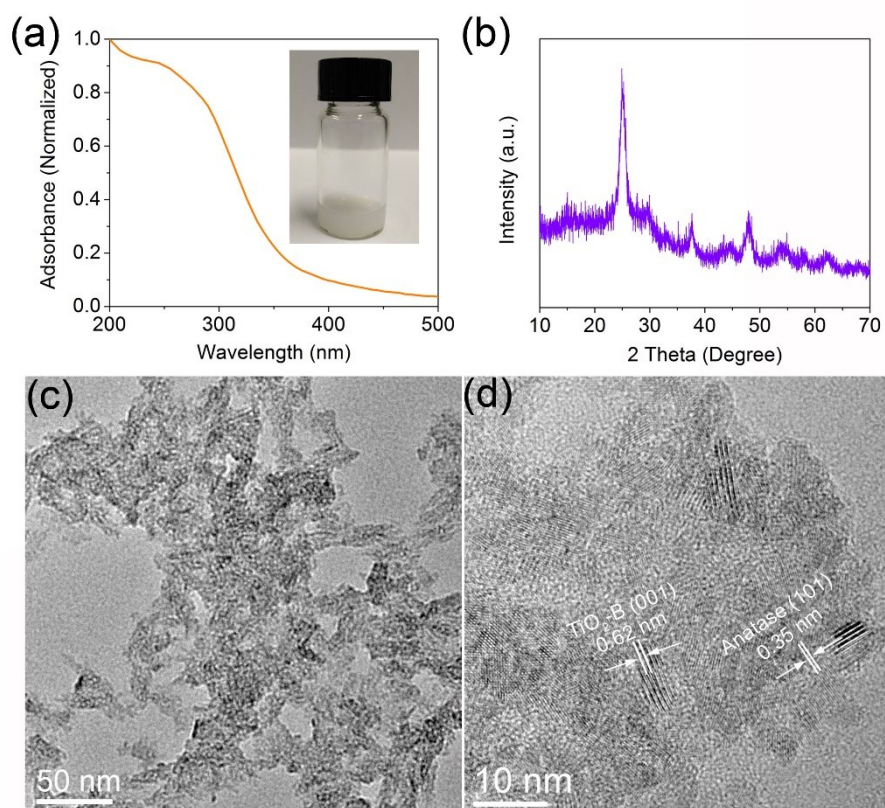 (a)
1.0
0.8
0.6
0.4
0.2
0.0
Absorbance (Normalized)
200
300
400
500
Wavelength (nm)
(b)
Intensity (a.u.)
10
20
30
40
50
60
70
2 Theta (Degree)
(c)
50 nm
(d)
TiO2-B (001)
0.62 nm
Anatase (101)
0.35 nm
10 nm